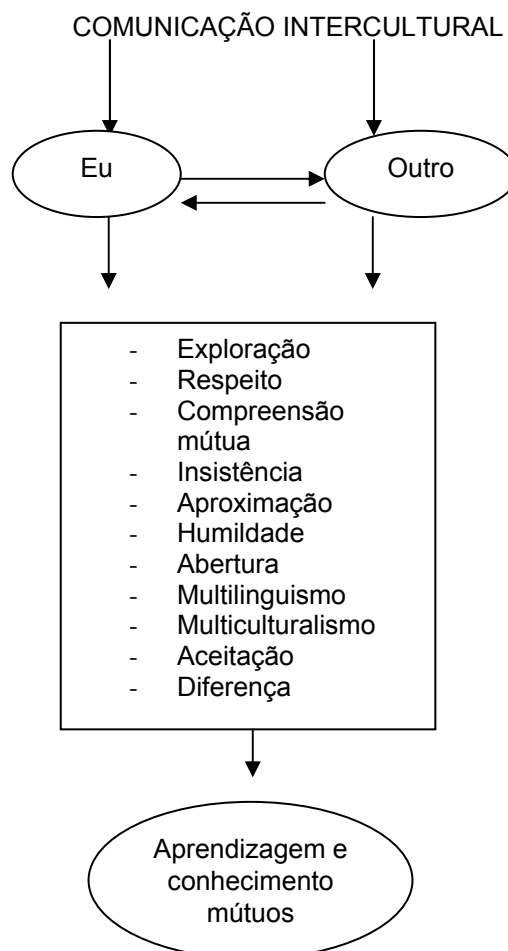 COMUNICAÇÃO INTERCULTURAL
Eu
Outro
- Exploração
- Respeito
- Compreensão
mútua
- Insistência
- Aproximação
- Humildade
- Abertura
- Multilinguismo
- Multiculturalismo
- Aceitação
- Diferença
Aprendizagem e
conhecimento
mútuos